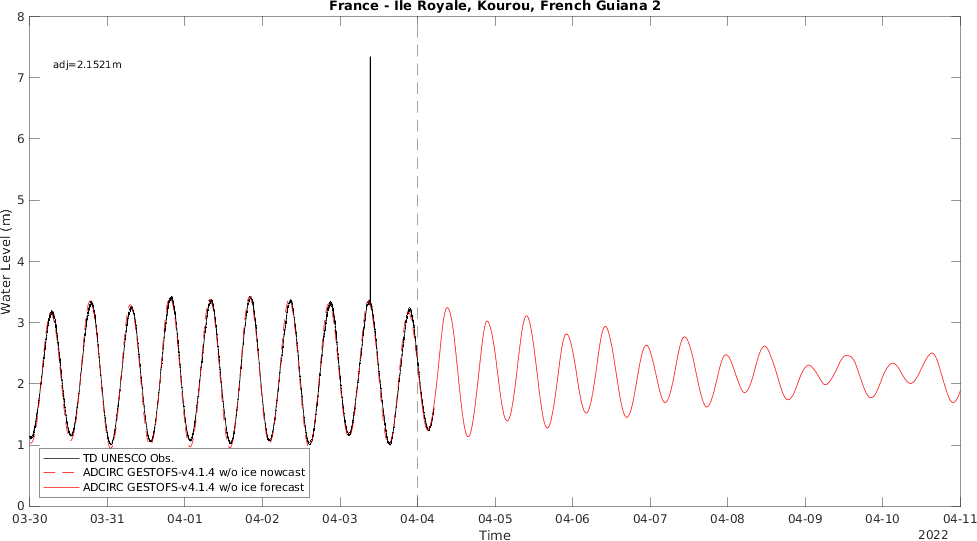 France - Ile Royale, Kourou, French Guiana 2
8
adj=2.1521m
7
6
5
4
3
2
1
0
Water Level (m)
TD UNESCO Obs.
ADCIRC GESTOFS-v4.1.4 w/o ice nowcast
ADCIRC GESTOFS-v4.1.4 w/o ice forecast
03-30 03-31 04-01 04-02 04-03 04-04 04-05 04-06 04-07 04-08 04-09 04-10 04-11
Time
2022